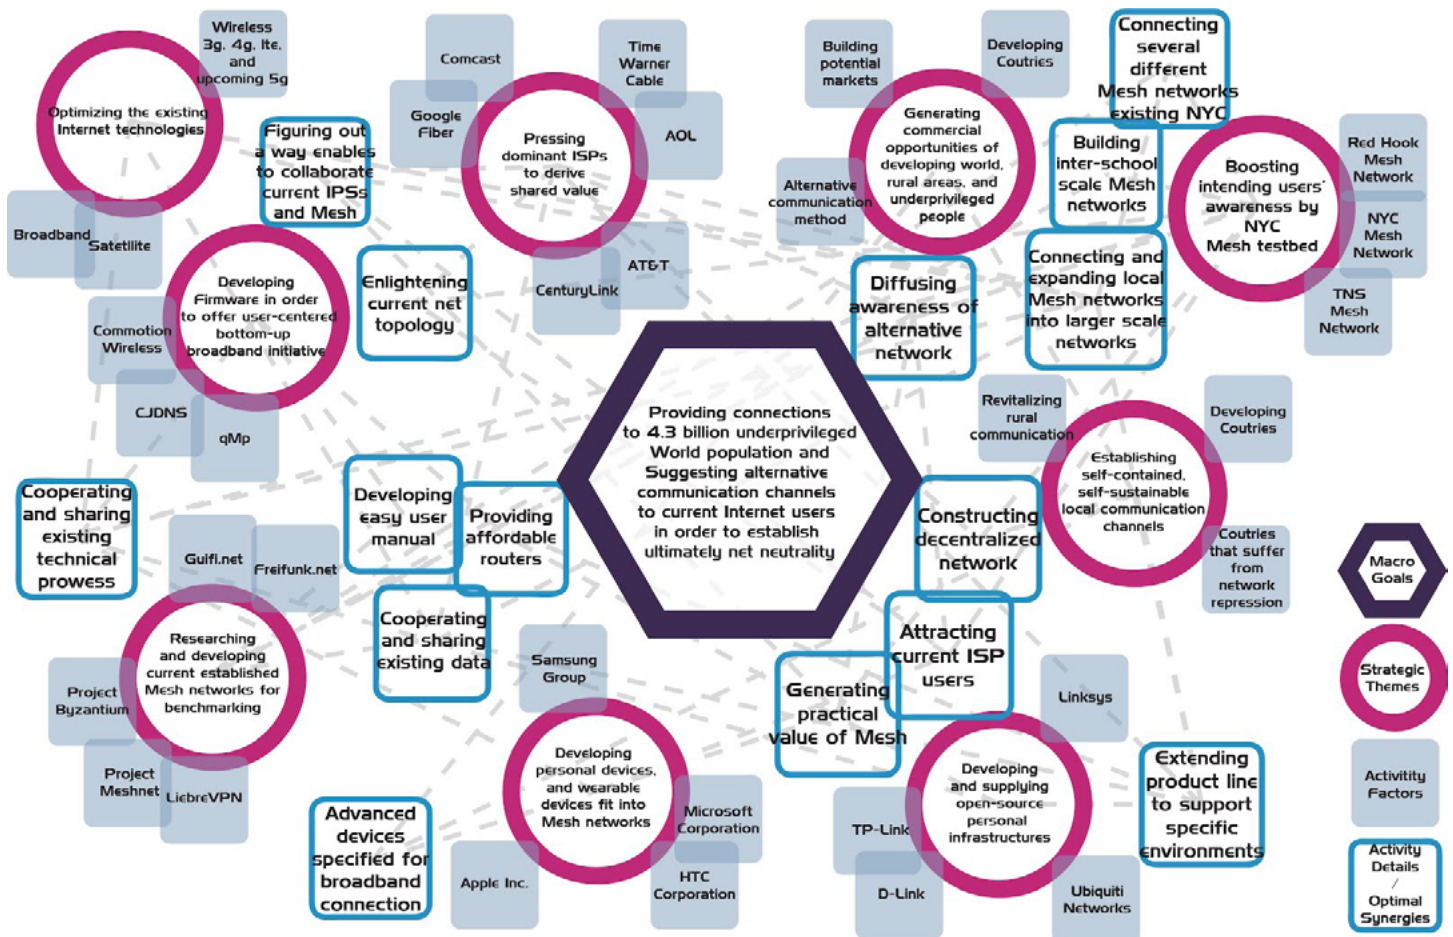 Wireless
3g, 4g, lte,
and
upcoming 5g
Optimizing the existing
Internet technologies
Broadband
Satetllite
Figuring out
a way enables
to collaborate
current IPSs
and Mesh
Comcast
Time
Warner
Cable
Google
Fiber
AOL
Pressing
dominant ISPs
to derive
shared value
AT&T
CenturyLink
Building
potential
markets
Developing
Coutries
Generating
commercial
opportunities of
developing world,
rural areas, and
underprivileged
people
Alternative
communication
method
Connecting
several
different
Mesh networks
existing NYC
Building
inter-school
scale Mesh
networks
Connecting and
expanding local
Mesh networks
into larger scale
networks
Boosting
intending users'
awareness by
NYC
Mesh testbed
Red Hook
Mesh
Network
NYC
Mesh
Network
TNS
Mesh
Network
Developing
Firmware in order
to offer user-centered
bottom-up
broadband initiative
Commotion
Wireless
CJDNS
qMp
Enlightening
current net
topology
Diffusing
awareness of
alternative
network
Providing connections
to 4.3 billion underprivileged
World population and
Suggesting alternative
communication channels
to current Internet users
in order to establish
ultimately net neutrality
Revitalizing
rural
communication
Developing
Coutries
Establishing
self-contained,
self-sustainable
local communication
channels
Coutries
that suffer
from
network
repression
Cooperating
and sharing
existing
technical
prowess
Developing
easy user
manual
Providing
affordable
routers
Cooperating
and sharing
existing data
Constructing
decentralized
network
Attracting
current ISP
users
Generating
practical
value of Mesh
Guifi.net
Freifunk.net
Researching
and developing
current established
Mesh networks for
benchmarking
Project
Byzantium
Project
Meshnet
LiebreVPN
Advanced
devices
specified for
broadband
connection
Samsung
Group
Developing
personal devices,
and wearable
devices fit into
Mesh networks
Microsoft
Corporation
Apple Inc.
HTC
Corporation
Linksys
Developing
and supplying
open-source
personal
infrastructures
TP-Link
D-Link
Ubiquiti
Networks
Extending
product line
to support
specific
environments
Macro
Goals
Strategic
Themes
Activitity
Factors
Activity
Details
/
Optimal
Synergies